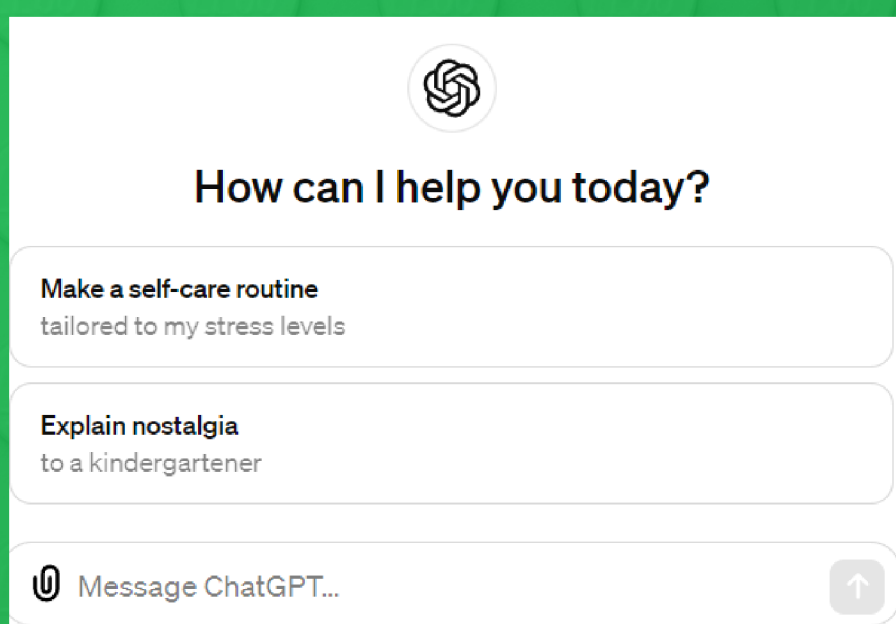 How can I help you today?
Make a self-care routine
tailored to my stress levels
Explain nostalgia
to a kindergartener
Message ChatGPT...